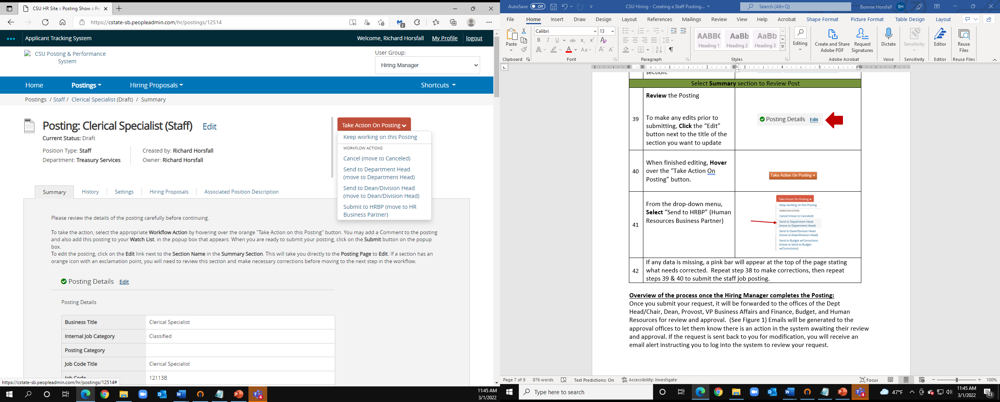 CSU HR Site :: Posting Show :: Pe
https://cstate-sb.peopleadmin.com/hr/postings/12514
2
Applicant Tracking System
Welcome, Richard Horsfall My Profile logout
CSU Posting & Performance
System
User Group:
Hiring Manager
Home Postings Hiring Proposals Shortcuts
Postings / Staff / Clerical Specialist (Draft) / Summary
Posting: Clerical Specialist (Staff) Edit
Current Status: Draft
Position Type: Staff
Department: Treasury Services
Created by: Richard Horsfall
Owner: Richard Horsfall
Take Action On Posting
Keep working on this Posting
WORKFLOW ACTIONS
Cancel (move to Canceled)
Send to Department Head
(move to Department Head)
Send to Dean/Division Head
(move to Dean/Division Head)
Submit to HRBP (move to HR
Business Partner)
Summary History Settings Hiring Proposals Associated Position Description
Please review the details of the posting carefully before continuing.
To take the action, select the appropriate Workflow Action by hovering over the orange "Take Action on this Posting" button. You may add a Comment to the posting
and also add this posting to your Watch List. in the popup box that appears. When you are ready to submit your posting, click on the Submit button on the popup
box.
To edit the posting, click on the Edit link next to the Section Name in the Summary Section. This will take you directly to the Posting Page to Edit. If a section has an
orange icon with an exclamation point, you will need to review this section and make necessary corrections before moving to the next step in the workflow.
Posting Details Edit
Posting Details
Business Title Clerical Specialist
Internal Job Category Classified
Posting Category
Job Code Title Clerical Specialist
Job Code 12113B
https://cstate-sb.peopleadmin.com/hr/postings/12514#
4
11:45 AM
3/1/2022
AutoSave Off CSU Hiring - Creating a Staff Posting... Search (Alt+Q) Bonnie Horsfall BH
File Home Insert Draw Design Layout References Mailings Review View Help Acrobat Shape Format Picture Format Table Design Layout
Paste
Clipboard
Calibri 13
B I U ab x x A
A A Aa A A
Font
Paragraph
AABBC AaBb AaBb
Heading 1 Heading 2 Heading 3
Styles
Editing
Create and Share
Adobe PDF
Request
Signatures
Adobe Acrobat
Dictate
Voice
Sensitivity
Sensitivity
Editor
Editor
Reuse
Files
Reuse Files
1 1 2 3 4 5 6 7
section.
Select Summary section to Review Post
39
Review the Posting
To make any edits prior to
submitting, Click the “Edit”
button next to the title of the
section you want to update
Posting Details Edit
40
When finished editing, Hover
over the “Take Action On
Posting” button.
Take Action On Posting
41
From the drop-down menu,
Select “Send to HRBP” (Human
Resources Business Partner)
Take Action On Posting
Keep working on this Posting
WORKFLOW ACTIONS
Cancel (move to Canceled)
Send to Department Head
(move to Department Head)
Send to Dean/Division Head
(move to Dean/Division Head)
Send to Budget w/Corrections
(move to Send to Budget
w/Corrections)
42
If any data is missing, a pink bar will appear at the top of the page stating
what needs corrected. Repeat step 38 to make corrections, then repeat
steps 39 & 40 to submit the staff job posting.
Overview of the process once the Hiring Manager completes the Posting:
Once you submit your request, it will be forwarded to the offices of the Dept
Head/Chair, Dean, Provost, VP Business Affairs and Finance, Budget, and Human
Resources for review and approval. (See Figure 1) Emails will be generated to the
approval offices to let them know there is an action in the system awaiting their review
and approval. If the request is sent back to you for modification, you will receive an
email alert instructing you to log into the system to review your request.
Page 7 of 8 876 words Text Predictions: On Accessibility: Investigate Focus 100%
Type here to search
4
47°F
11:45 AM
3/1/2022
33